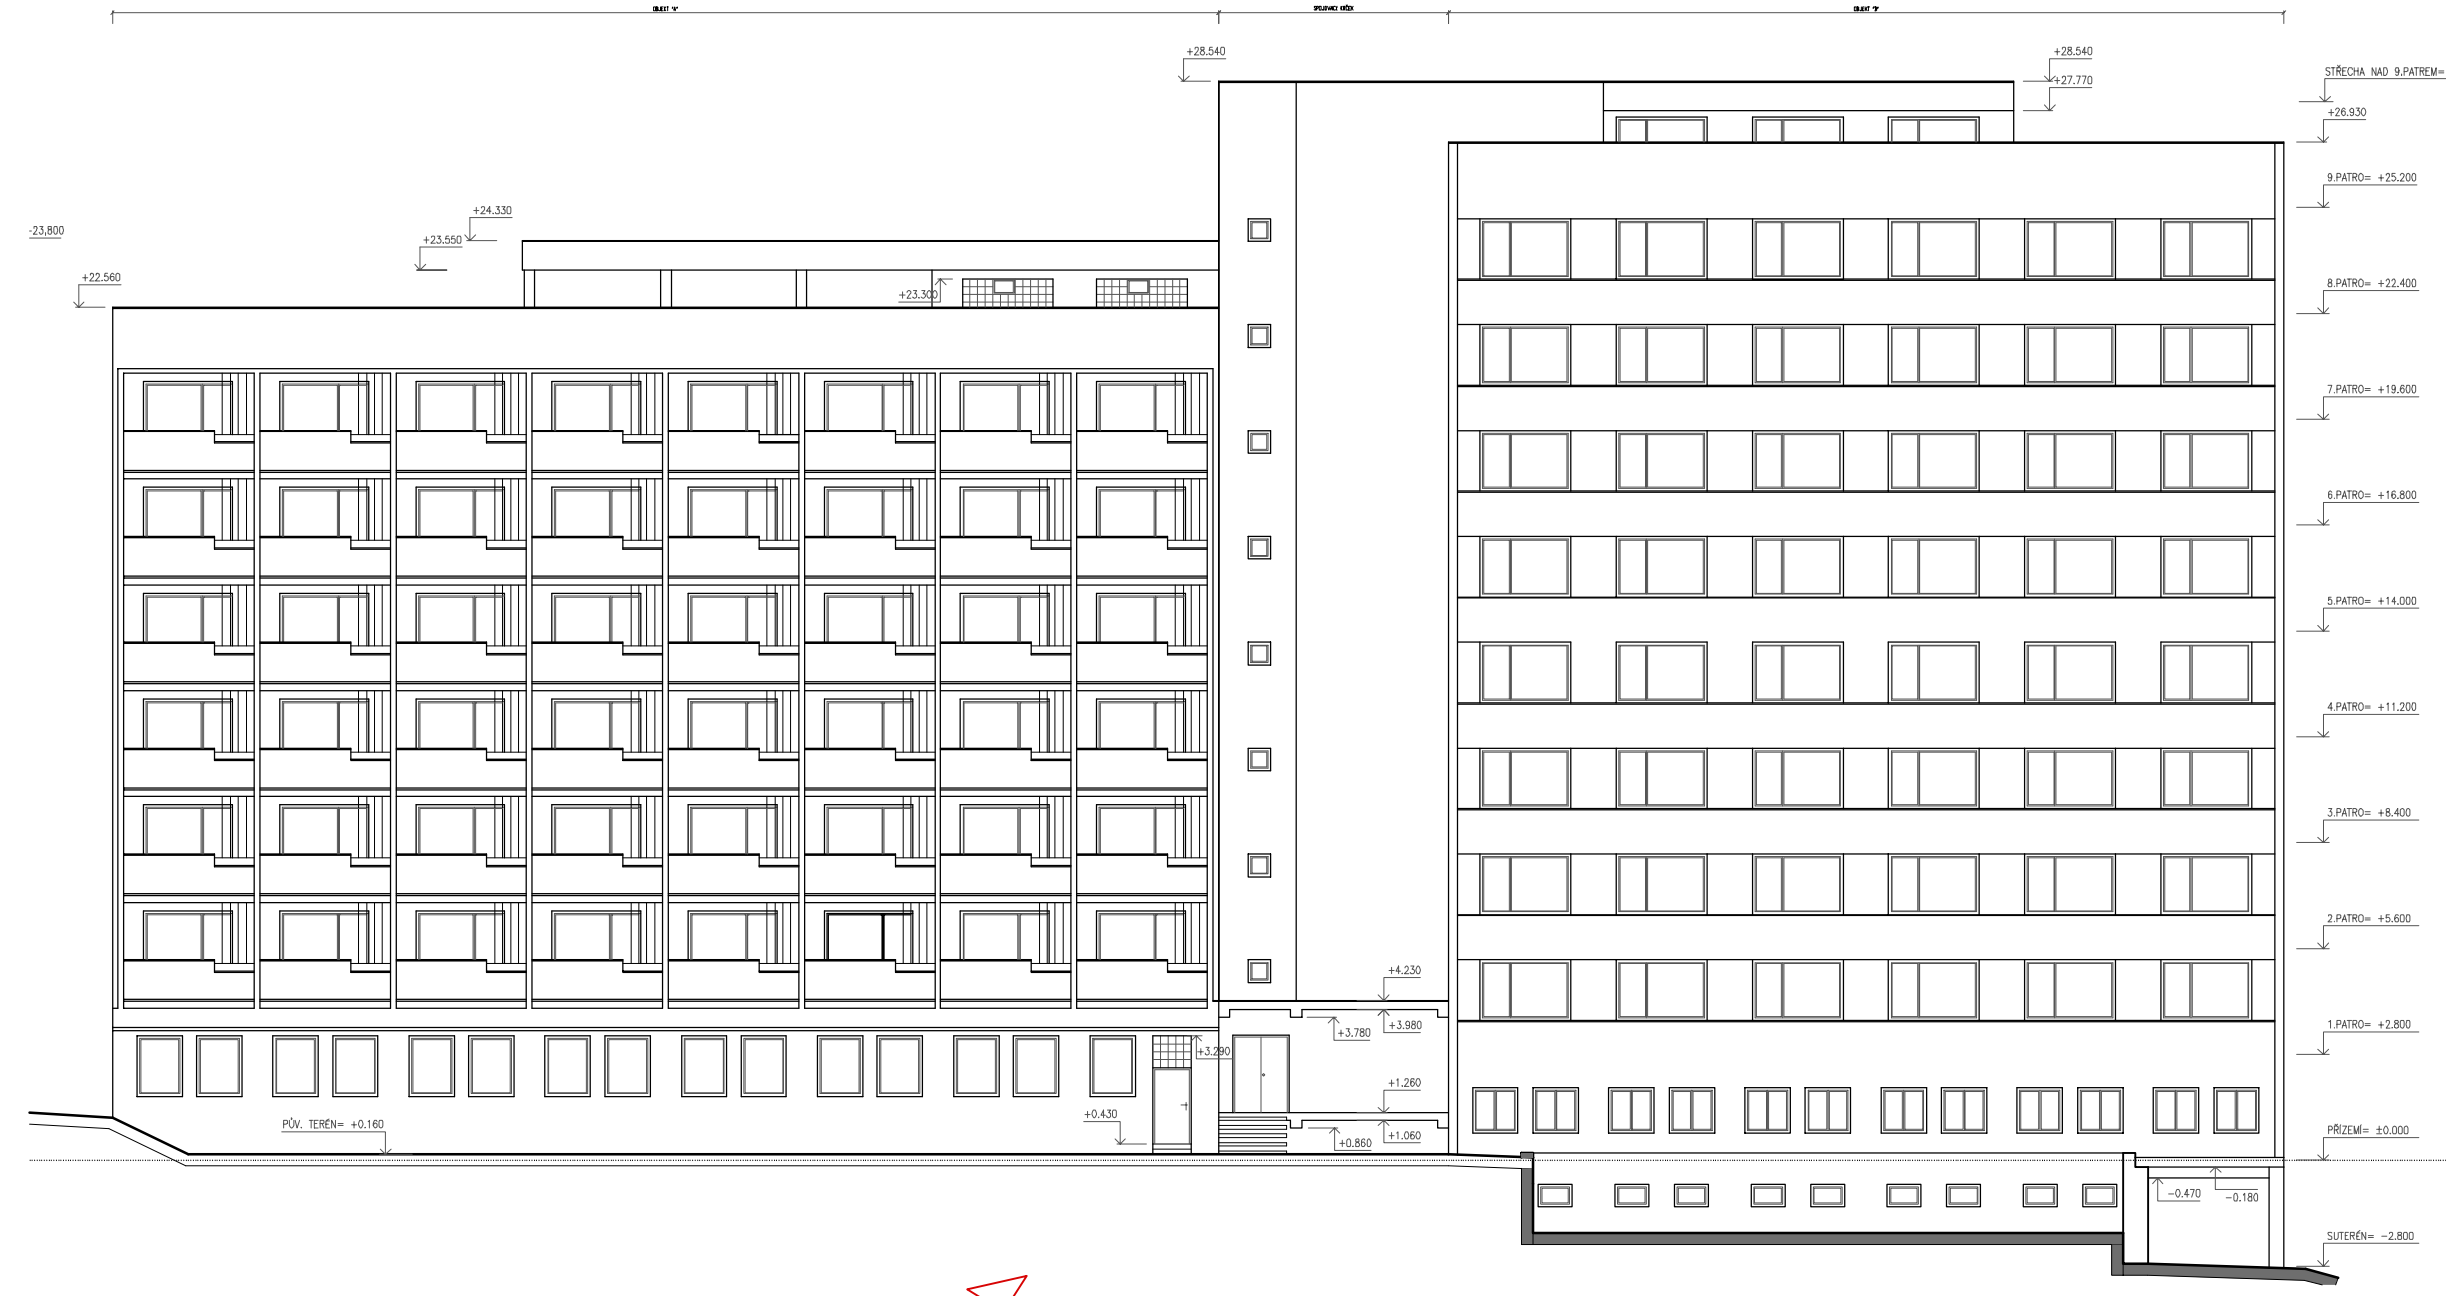 OBJEKT "A"
SPOJOVACÍ KRČEK
OBJEKT "B"
+28.540
+28.540
+27.770
STŘECHA NAD 9.PATREM=
+26.930
9.PATRO= +25.200
+24.330
-23,800
+23.550
+22.560
+23.300
8.PATRO= +22.400
7.PATRO= +19.600
6.PATRO= +16.800
5.PATRO= +14.000
4.PATRO= +11.200
3.PATRO= +8.400
2.PATRO= +5.600
+4.230
+3.780
+3.980
1.PATRO= +2.800
+3.290
+1.260
+0.430
PŮV. TERÉN= +0.160
+0.860
+1.060
PŘÍZEMÍ= ±0.000
-0.470
-0.180
SUTERÉN= -2.800